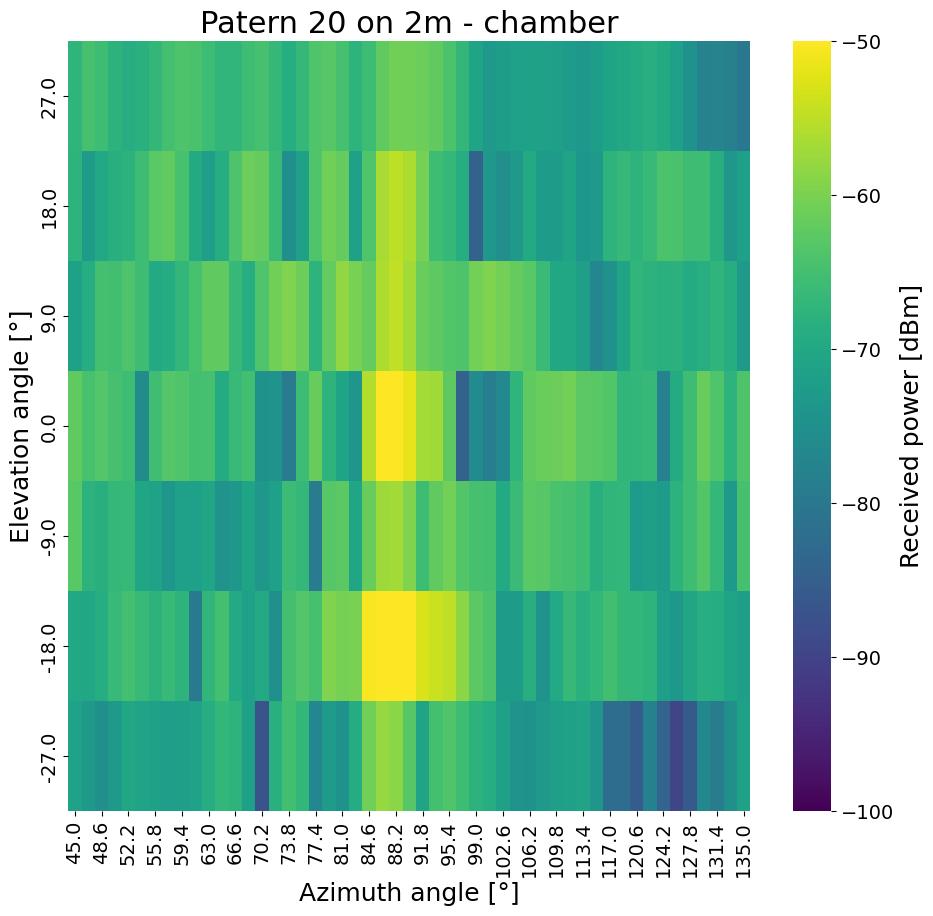 Patern 20 on 2m - chamber
Elevation angle [°]
27.0
18.0
9.0
0.0
-9.0
-18.0
-27.0
45.0 48.6 52.2 55.8 59.4 63.0 66.6 70.2 73.8 77.4 81.0 84.6 88.2 91.8 95.4 99.0 102.6 106.2 109.8 113.4 117.0 120.6 124.2 127.8 131.4 135.0
Azimuth angle [°]
−50
−60
−70
−80
−90
−100
Received power [dBm]